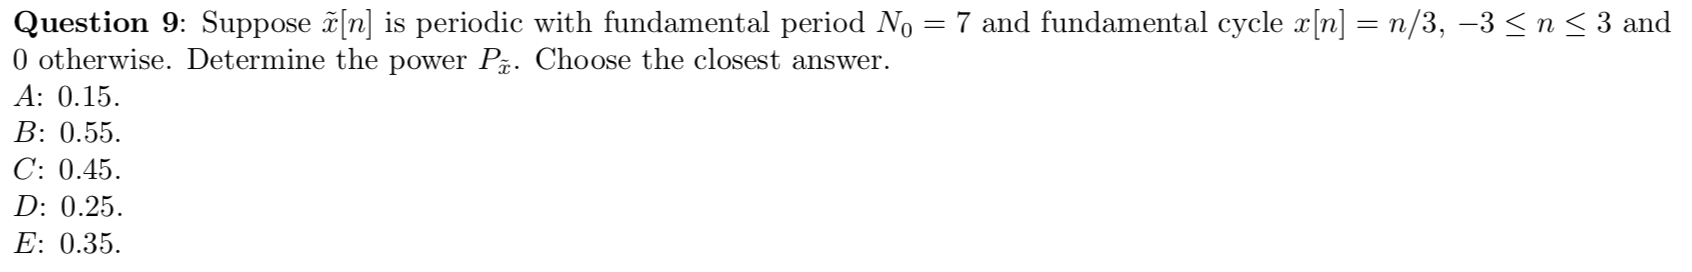 Question 9: Suppose x̃[n] is periodic with fundamental period N₀ = 7 and fundamental cycle x[n] = n/3, −3 ≤ n ≤ 3 and
0 otherwise. Determine the power Pₓ̃. Choose the closest answer.
A: 0.15.
B: 0.55.
C: 0.45.
D: 0.25.
E: 0.35.